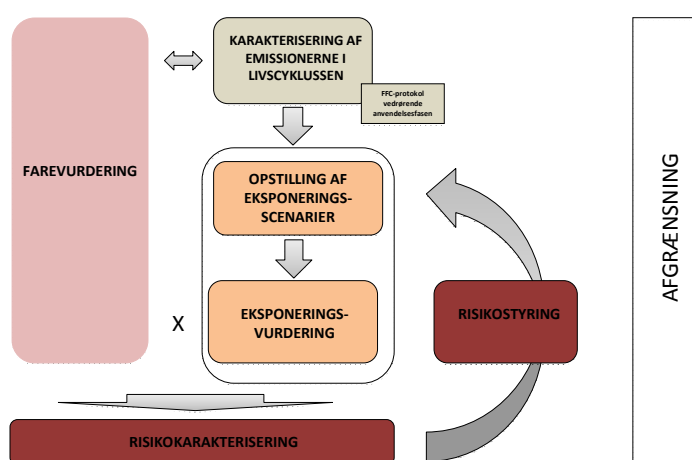 KARAKTERISERING AF
EMISSIONERNE I
LIVSCYKLUSSEN
FFC-protokol
vedrørende
anvendelsesfasen
FAREVURDERING
OPSTILLING AF
EKSPONERINGS-
SCENARIER
X
EKSPONERINGS-
VURDERING
RISIKOSTYRING
RISIKOKARAKTERISERING
AFGRÆNSNING